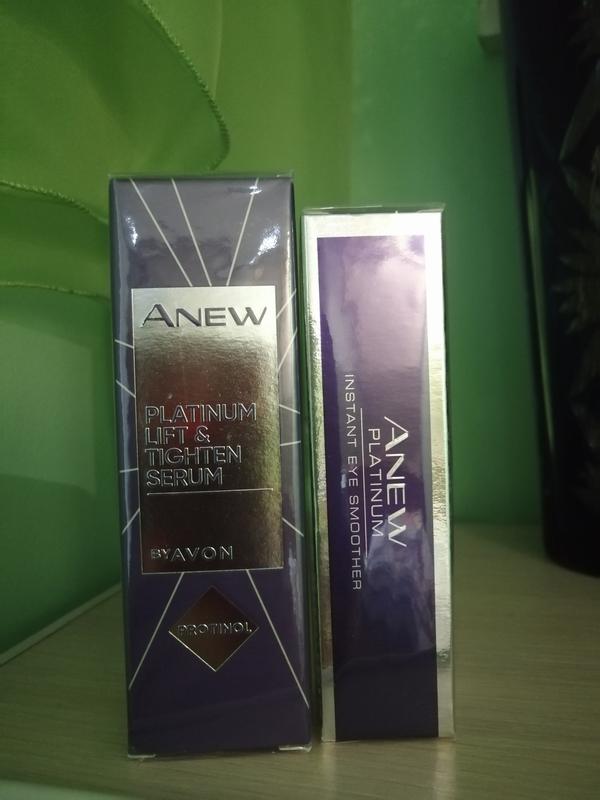 ANEW
PLATINUM
LIFT &
TIGHTEN
SERUM
BY AVON
PROTINOL
ANEW
PLATINUM
INSTANT EYE SMOOTHER